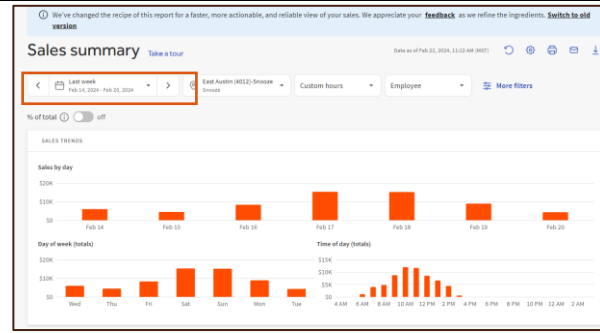 We've changed the recipe of this report for a faster, more actionable, and reliable view of your sales. We appreciate your feedback as we refine the ingredients. Switch to old
version
Sales summary Take a tour
Data as of Feb 22, 2024, 11:22 AM (MST)
Last week
Feb 14, 2024 - Feb 20, 2024
East Austin (4012)-Snooze
Snooze
Custom hours
Employee
More filters
% of total off
SALES TRENDS
Sales by day
$20K
$10K
$0
Feb 14 Feb 15 Feb 16 Feb 17 Feb 18 Feb 19 Feb 20
Day of week (totals)
$20K
$10K
$0
Wed Thu Fri Sat Sun Mon Tue
Time of day (totals)
$15K
$10K
$5K
$0
4 AM 6 AM 8 AM 10 AM 12 PM 2 PM 4 PM 6 PM 8 PM 10 PM 12 AM 2 AM